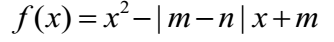 f(x) = x² − | m − n | x + m